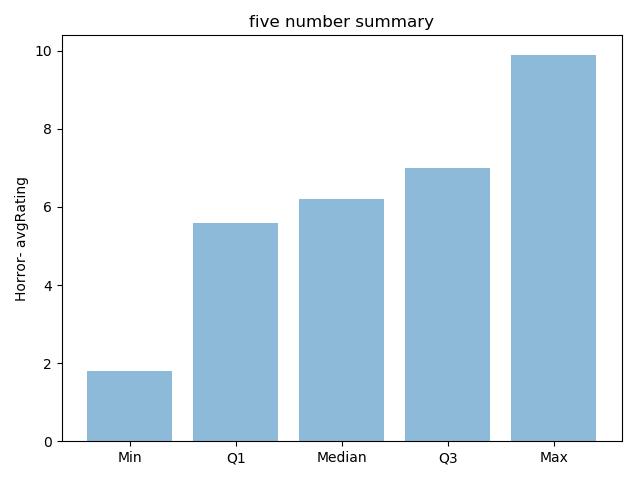 five number summary
Horror- avgRating
10
8
6
4
2
0
Min
Q1
Median
Q3
Max